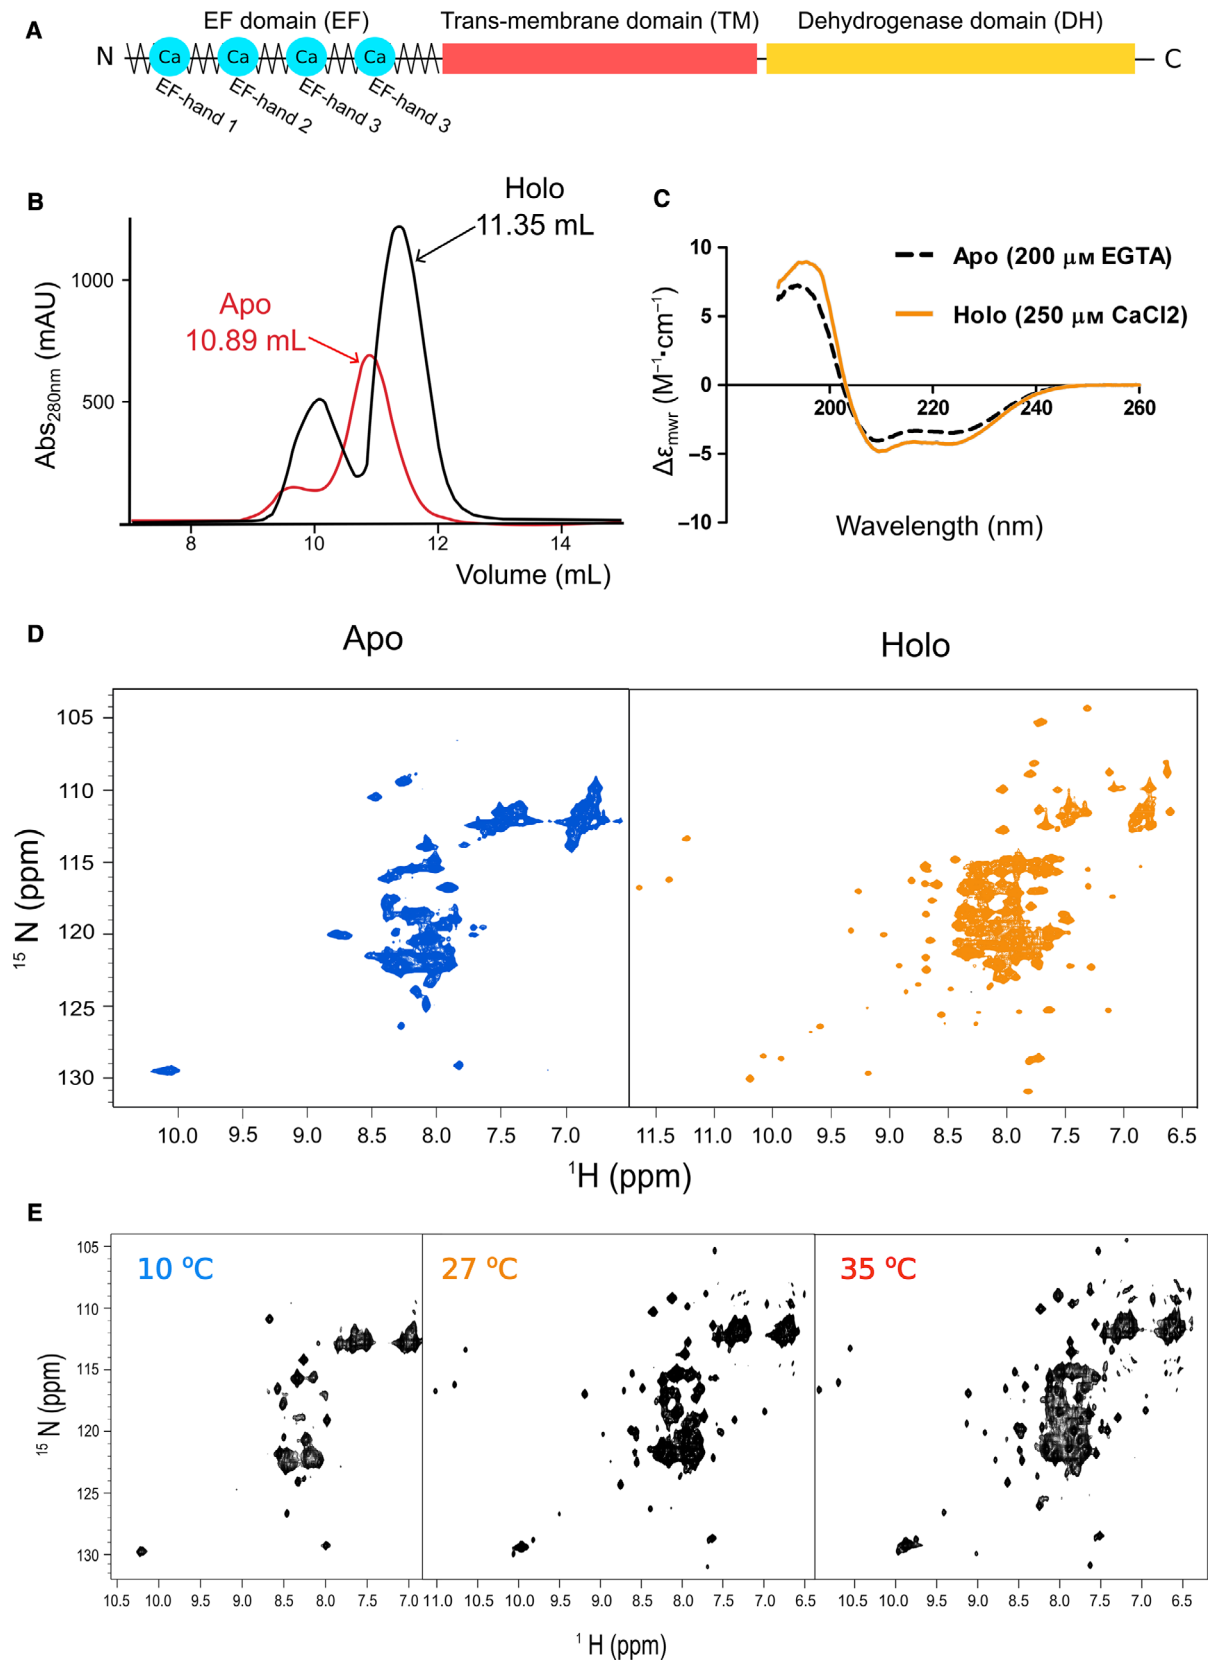 A
EF domain (EF)
Trans-membrane domain (TM)
Dehydrogenase domain (DH)
N
Ca
Ca
Ca
Ca
C
EF-hand 1
EF-hand 2
EF-hand 3
EF-hand 3
B
Holo
11.35 mL
Apo
10.89 mL
1000
500
Abs280nm (mAU)
8
10
12
14
Volume (mL)
C
Apo (200 μM EGTA)
Holo (250 μM CaCl2)
10
5
0
−5
−10
200
220
240
260
Δεmwr (M⁻¹·cm⁻¹)
Wavelength (nm)
D
Apo
Holo
105
110
115
120
125
130
¹⁵N (ppm)
10.0
9.5
9.0
8.5
8.0
7.5
7.0
11.5
11.0
10.0
9.5
9.0
8.5
8.0
7.5
7.0
6.5
¹H (ppm)
E
10 °C
27 °C
35 °C
105
110
115
120
125
130
¹⁵N (ppm)
10.5
10.0
9.5
9.0
8.5
8.0
7.5
7.0
11.0
10.5
10.0
9.5
9.0
8.5
8.0
7.5
7.0
6.5
10.5
10.0
9.5
9.0
8.5
8.0
7.5
7.0
6.5
¹H (ppm)